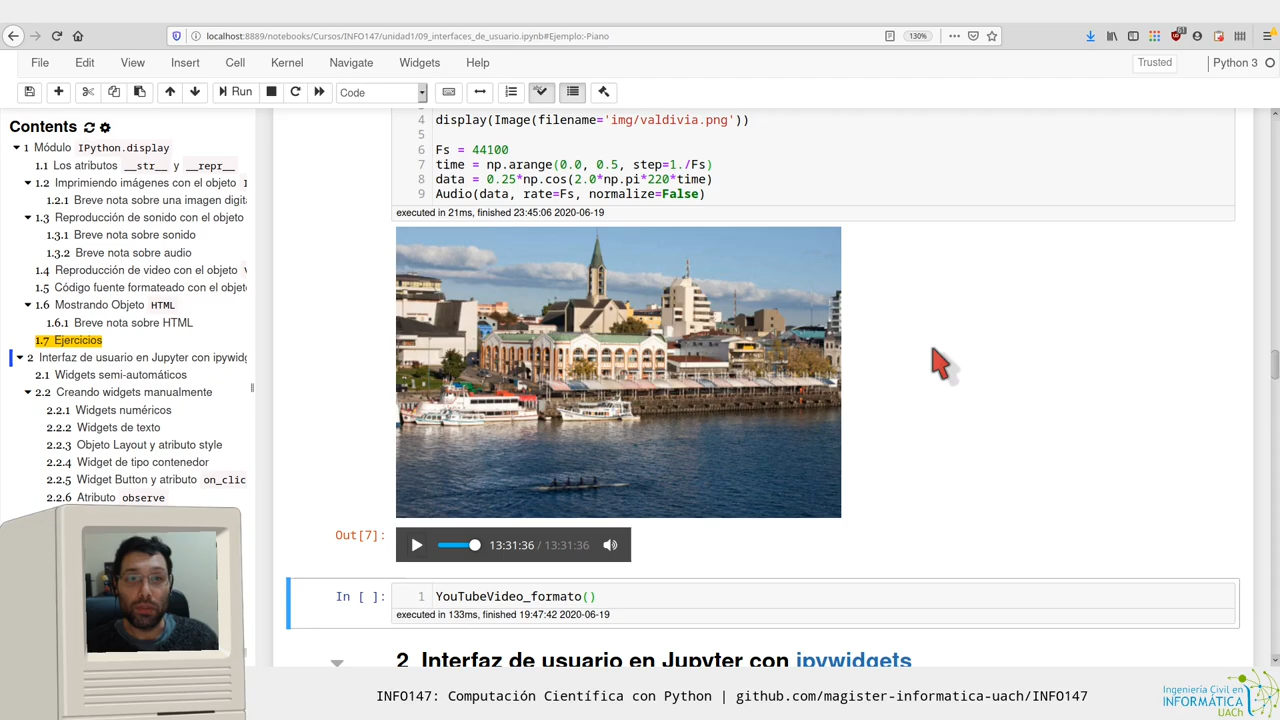 localhost:8889/notebooks/Cursos/INFO147/unidad1/09_interfaces_de_usuario.ipynb#Ejemplo:-Piano
130%
File Edit View Insert Cell Kernel Navigate Widgets Help
Trusted
Python 3
Run
Code
Contents
1 Módulo IPython.display
1.1 Los atributos __str__ y __repr__
1.2 Imprimiendo imágenes con el objeto
1.2.1 Breve nota sobre una imagen digit
1.3 Reproducción de sonido con el objeto
1.3.1 Breve nota sobre sonido
1.3.2 Breve nota sobre audio
1.4 Reproducción de video con el objeto
1.5 Código fuente formateado con el objet
1.6 Mostrando Objeto HTML
1.6.1 Breve nota sobre HTML
1.7 Ejercicios
2 Interfaz de usuario en Jupyter con ipywidg
2.1 Widgets semi-automáticos
2.2 Creando widgets manualmente
2.2.1 Widgets numéricos
2.2.2 Widgets de texto
2.2.3 Objeto Layout y atributo style
2.2.4 Widget de tipo contenedor
2.2.5 Widget Button y atributo on_clic
2.2.6 Atributo observe
4 display(Image(filename='img/valdivia.png'))
5
6 Fs = 44100
7 time = np.arange(0.0, 0.5, step=1./Fs)
8 data = 0.25*np.cos(2.0*np.pi*220*time)
9 Audio(data, rate=Fs, normalize=False)
executed in 21ms, finished 23:45:06 2020-06-19
Out[7]:
13:31:36 / 13:31:36
In [ ]:
1 YouTubeVideo_formato()
executed in 133ms, finished 19:47:42 2020-06-19
2 Interfaz de usuario en Jupyter con ipywidgets
INFO147: Computación Científica con Python | github.com/magister-informatica-uach/INFO147
Ingeniería Civil en
INFORMÁTICA
UACh